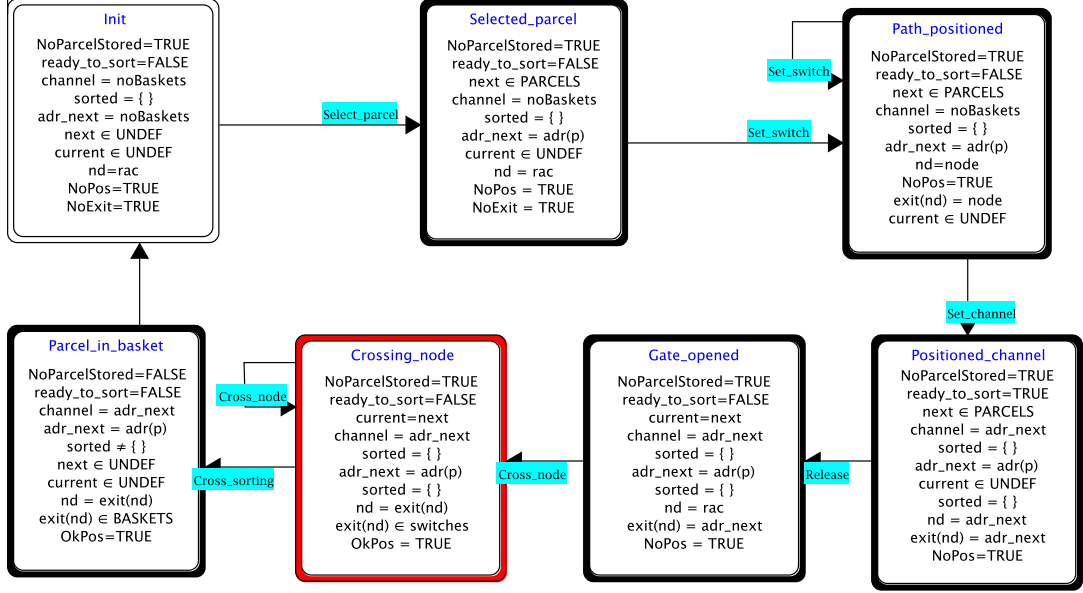 Init
NoParcelStored=TRUE
ready_to_sort=FALSE
channel = noBaskets
sorted = { }
adr_next = noBaskets
next ∈ UNDEF
current ∈ UNDEF
nd=rac
NoPos=TRUE
NoExit=TRUE
Select_parcel
Selected_parcel
NoParcelStored=TRUE
ready_to_sort=FALSE
next ∈ PARCELS
channel = noBaskets
sorted = { }
adr_next = adr(p)
current ∈ UNDEF
nd = rac
NoPos = TRUE
NoExit = TRUE
Set_switch
Set_switch
Path_positioned
NoParcelStored=TRUE
ready_to_sort=FALSE
next ∈ PARCELS
channel = noBaskets
sorted = { }
adr_next = adr(p)
nd=node
NoPos=TRUE
exit(nd) = node
current ∈ UNDEF
Set_channel
Positioned_channel
NoParcelStored=TRUE
ready_to_sort=TRUE
next ∈ PARCELS
channel = adr_next
sorted = { }
adr_next = adr(p)
current ∈ UNDEF
sorted = { }
nd = adr_next
exit(nd) = adr_next
NoPos=TRUE
Release
Gate_opened
NoParcelStored=TRUE
ready_to_sort=FALSE
current=next
channel = adr_next
sorted = { }
adr_next = adr(p)
sorted = { }
nd = rac
exit(nd) = adr_next
NoPos = TRUE
Cross_node
Crossing_node
NoParcelStored=TRUE
ready_to_sort=FALSE
current=next
channel = adr_next
sorted = { }
adr_next = adr(p)
sorted = { }
nd = exit(nd)
exit(nd) ∈ switches
OkPos = TRUE
Cross_node
Cross_sorting
Parcel_in_basket
NoParcelStored=FALSE
ready_to_sort=FALSE
channel = adr_next
adr_next = adr(p)
sorted ≠ { }
next ∈ UNDEF
current ∈ UNDEF
nd = exit(nd)
exit(nd) ∈ BASKETS
OkPos=TRUE